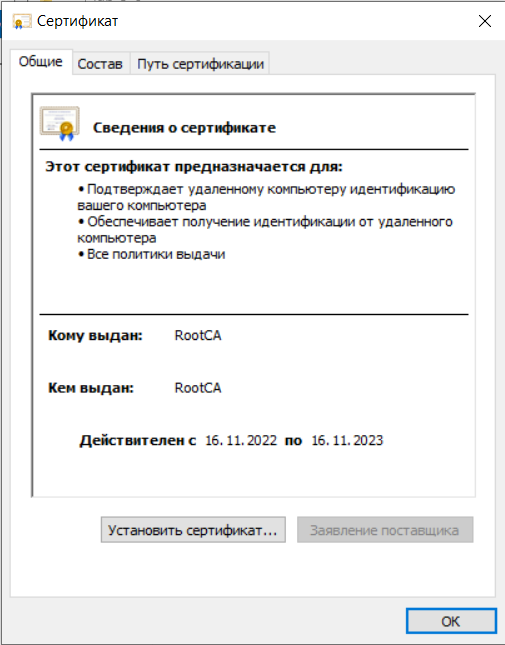 Сертификат
Общие Состав Путь сертификации
Сведения о сертификате
Этот сертификат предназначается для:
• Подтверждает удаленному компьютеру идентификацию
вашего компьютера
• Обеспечивает получение идентификации от удаленного
компьютера
• Все политики выдачи
Кому выдан: RootCA
Кем выдан: RootCA
Действителен с 16.11.2022 по 16.11.2023
Установить сертификат... Заявление поставщика
ОК